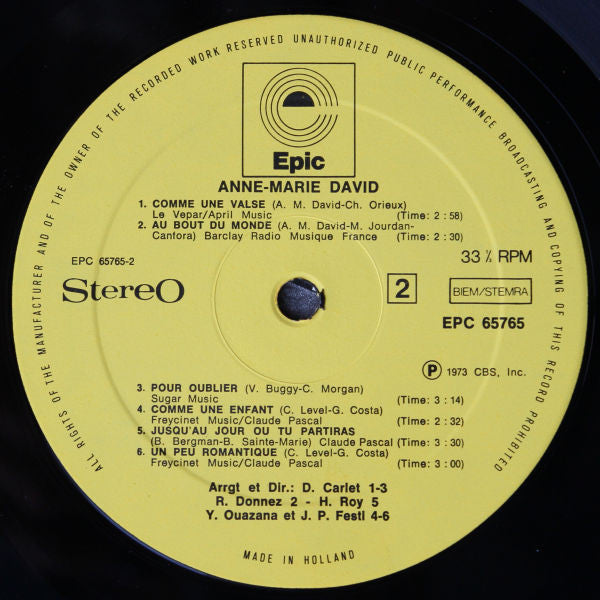 ALL RIGHTS OF THE MANUFACTURER AND OF THE OWNER OF THE RECORDED WORK RESERVED UNAUTHORIZED PUBLIC PERFORMANCE BROADCASTING AND COPYING OF THIS RECORD PROHIBITED
Epic
ANNE-MARIE DAVID
1. COMME UNE VALSE (A. M. DAVID-Ch. Orieux)
Le Vepar/April Music (Time: 2 : 58)
2. AU BOUT DU MONDE (A. M. DAVID-M. Jourdan-
Canfora) Barclay Radio Musique France (Time: 2 : 30)
EPC 65765-2
33⅓ RPM
Stereo
2
BIEM/STEMRA
EPC 65765
Ⓟ 1973 CBS, Inc.
3. POUR OUBLIER (V. Buggy-C. Morgan)
Sugar Music (Time: 3 : 14)
4. COMME UNE ENFANT (C. Level-G. Costa)
Freycinet Music/Claude Pascal (Time: 2 : 32)
5. JUSQU'AU JOUR OU TU PARTIRAS
(B. Bergman-B. Sainte-Marie) Claude Pascal (Time: 3 : 30)
6. UN PEU ROMANTIQUE (C. Level-G. Costa)
Freycinet Music/Claude Pascal (Time: 3 : 00)
Arrgt et Dir.: D. Carlet 1-3
R. Donnez 2 - H. Roy 5
Y. Ouazana et J. P. Festi 4-6
MADE IN HOLLAND